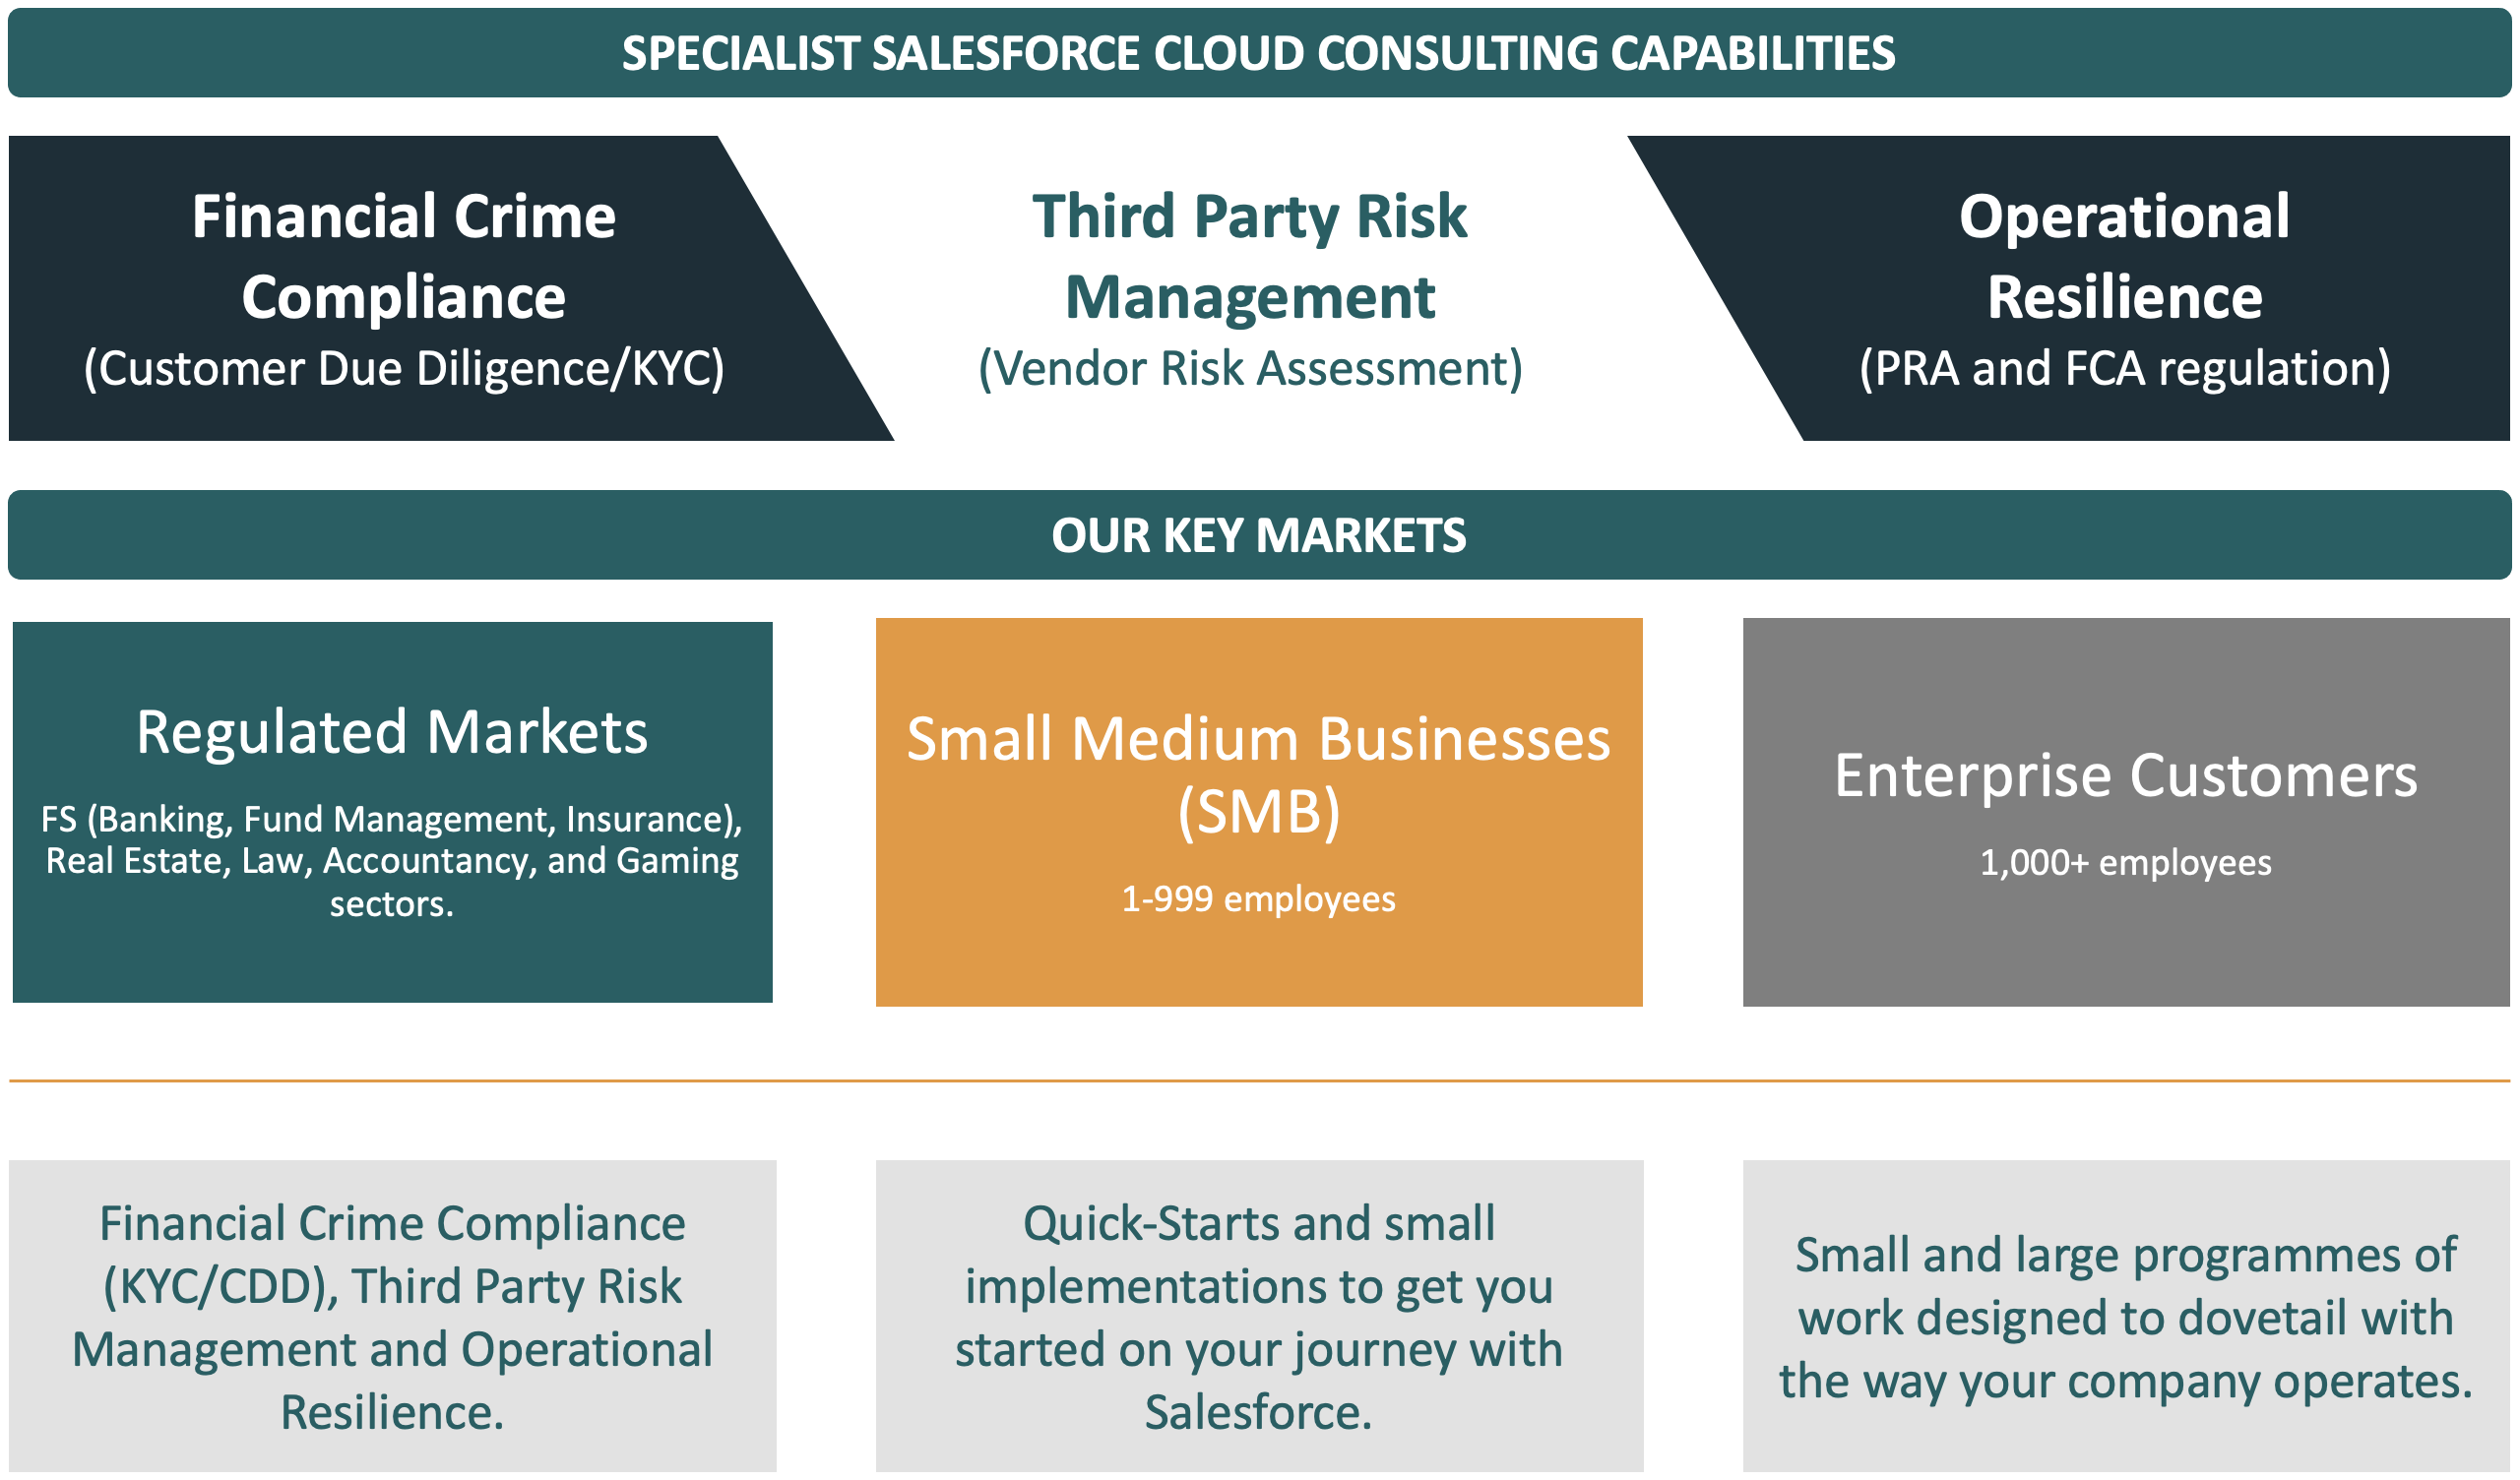 SPECIALIST SALESFORCE CLOUD CONSULTING CAPABILITIES
Financial Crime
Compliance
(Customer Due Diligence/KYC)
Third Party Risk
Management
(Vendor Risk Assessment)
Operational
Resilience
(PRA and FCA regulation)
OUR KEY MARKETS
Regulated Markets
FS (Banking, Fund Management, Insurance),
Real Estate, Law, Accountancy, and Gaming
sectors.
Small Medium Businesses
(SMB)
1-999 employees
Enterprise Customers
1,000+ employees
Financial Crime Compliance
(KYC/CDD), Third Party Risk
Management and Operational
Resilience.
Quick-Starts and small
implementations to get you
started on your journey with
Salesforce.
Small and large programmes of
work designed to dovetail with
the way your company operates.